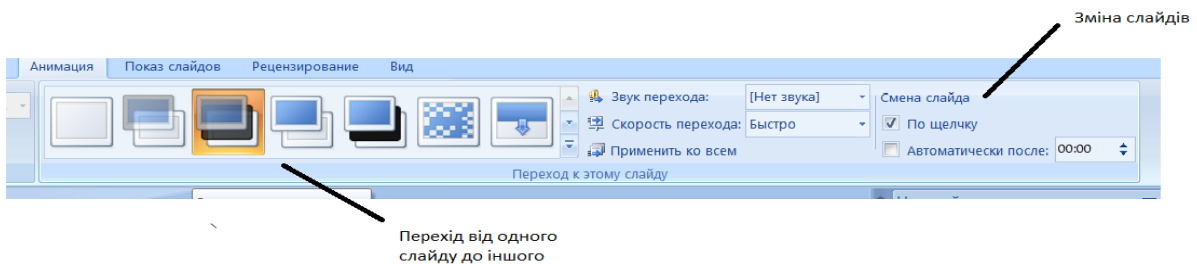 Зміна слайдів
Анимация Показ слайдов Рецензирование Вид
Звук перехода: [Нет звука] Смена слайда
Скорость перехода: Быстро По щелчку
Применить ко всем Автоматически после: 00:00
Переход к этому слайду
Перехід від одного
слайду до іншого